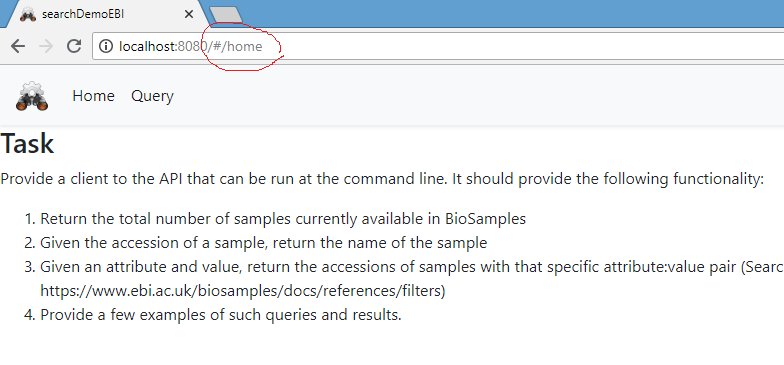 searchDemoEBI
localhost:8080/#/home
Home Query
Task
Provide a client to the API that can be run at the command line. It should provide the following functionality:
1. Return the total number of samples currently available in BioSamples
2. Given the accession of a sample, return the name of the sample
3. Given an attribute and value, return the accessions of samples with that specific attribute:value pair (Searc
https://www.ebi.ac.uk/biosamples/docs/references/filters)
4. Provide a few examples of such queries and results.